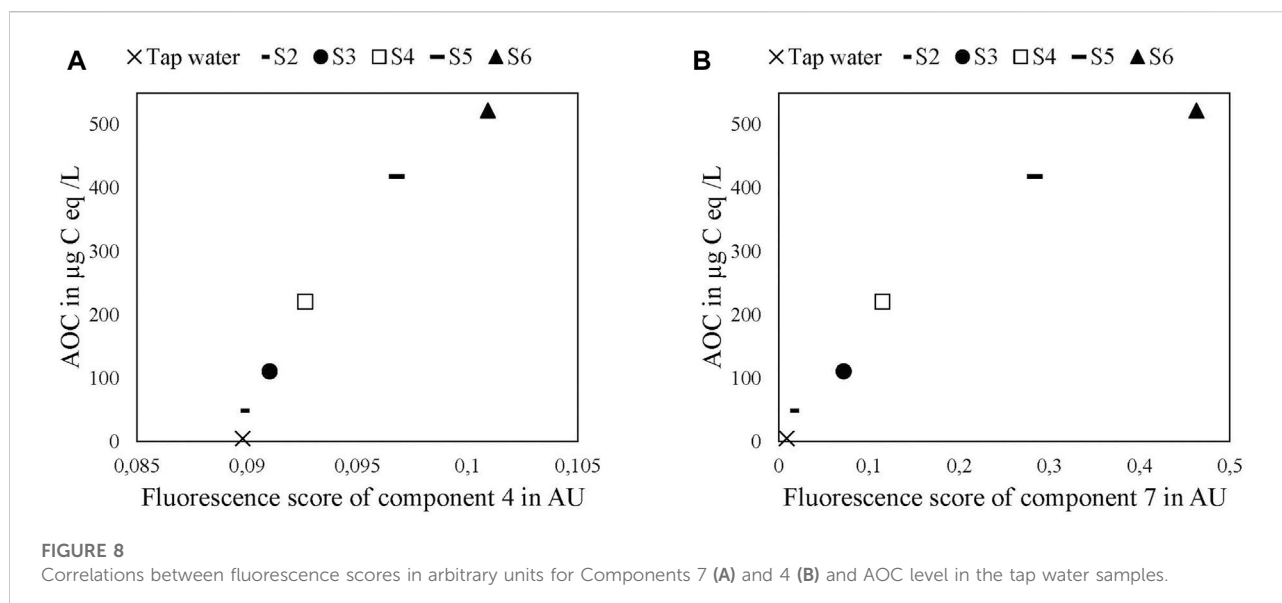 A × Tap water - S2 ● S3 □ S4 – S5 ▲ S6
AOC in µg C eq /L
500
400
300
200
100
0
0,085 0,09 0,095 0,1 0,105
Fluorescence score of component 4 in AU
B × Tap water - S2 ● S3 □ S4 – S5 ▲ S6
AOC in µg C eq /L
500
400
300
200
100
0
0 0,1 0,2 0,3 0,4 0,5
Fluorescence score of component 7 in AU
FIGURE 8
Correlations between fluorescence scores in arbitrary units for Components 7 (A) and 4 (B) and AOC level in the tap water samples.